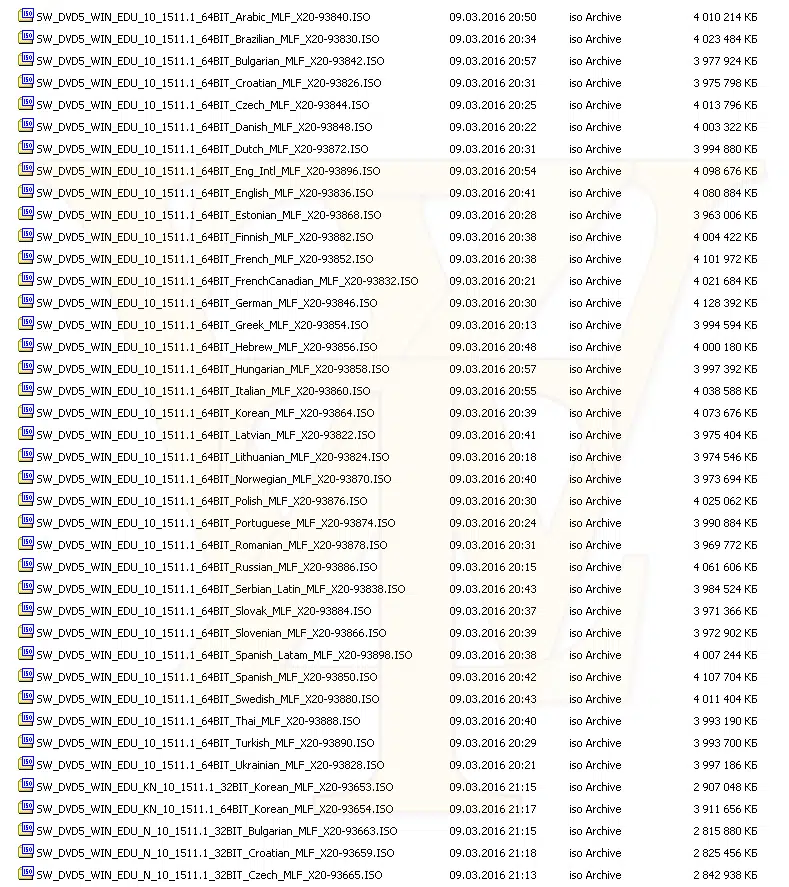 SW_DVD5_WIN_EDU_10_1511.1_64BIT_Arabic_MLF_X20-93840.ISO 09.03.2016 20:50 iso Archive 4 010 214 КБ
SW_DVD5_WIN_EDU_10_1511.1_64BIT_Brazilian_MLF_X20-93830.ISO 09.03.2016 20:34 iso Archive 4 023 484 КБ
SW_DVD5_WIN_EDU_10_1511.1_64BIT_Bulgarian_MLF_X20-93842.ISO 09.03.2016 20:57 iso Archive 3 977 924 КБ
SW_DVD5_WIN_EDU_10_1511.1_64BIT_Croatian_MLF_X20-93826.ISO 09.03.2016 20:31 iso Archive 3 975 798 КБ
SW_DVD5_WIN_EDU_10_1511.1_64BIT_Czech_MLF_X20-93844.ISO 09.03.2016 20:25 iso Archive 4 013 796 КБ
SW_DVD5_WIN_EDU_10_1511.1_64BIT_Danish_MLF_X20-93848.ISO 09.03.2016 20:22 iso Archive 4 003 322 КБ
SW_DVD5_WIN_EDU_10_1511.1_64BIT_Dutch_MLF_X20-93872.ISO 09.03.2016 20:31 iso Archive 3 994 880 КБ
SW_DVD5_WIN_EDU_10_1511.1_64BIT_Eng_Intl_MLF_X20-93896.ISO 09.03.2016 20:54 iso Archive 4 098 676 КБ
SW_DVD5_WIN_EDU_10_1511.1_64BIT_English_MLF_X20-93836.ISO 09.03.2016 20:41 iso Archive 4 080 884 КБ
SW_DVD5_WIN_EDU_10_1511.1_64BIT_Estonian_MLF_X20-93868.ISO 09.03.2016 20:28 iso Archive 3 963 006 КБ
SW_DVD5_WIN_EDU_10_1511.1_64BIT_Finnish_MLF_X20-93882.ISO 09.03.2016 20:38 iso Archive 4 004 422 КБ
SW_DVD5_WIN_EDU_10_1511.1_64BIT_French_MLF_X20-93852.ISO 09.03.2016 20:38 iso Archive 4 101 972 КБ
SW_DVD5_WIN_EDU_10_1511.1_64BIT_FrenchCanadian_MLF_X20-93832.ISO 09.03.2016 20:21 iso Archive 4 021 684 КБ
SW_DVD5_WIN_EDU_10_1511.1_64BIT_German_MLF_X20-93846.ISO 09.03.2016 20:30 iso Archive 4 128 392 КБ
SW_DVD5_WIN_EDU_10_1511.1_64BIT_Greek_MLF_X20-93854.ISO 09.03.2016 20:13 iso Archive 3 994 594 КБ
SW_DVD5_WIN_EDU_10_1511.1_64BIT_Hebrew_MLF_X20-93856.ISO 09.03.2016 20:48 iso Archive 4 000 180 КБ
SW_DVD5_WIN_EDU_10_1511.1_64BIT_Hungarian_MLF_X20-93858.ISO 09.03.2016 20:57 iso Archive 3 997 392 КБ
SW_DVD5_WIN_EDU_10_1511.1_64BIT_Italian_MLF_X20-93860.ISO 09.03.2016 20:55 iso Archive 4 038 588 КБ
SW_DVD5_WIN_EDU_10_1511.1_64BIT_Korean_MLF_X20-93864.ISO 09.03.2016 20:39 iso Archive 4 073 676 КБ
SW_DVD5_WIN_EDU_10_1511.1_64BIT_Latvian_MLF_X20-93822.ISO 09.03.2016 20:41 iso Archive 3 975 404 КБ
SW_DVD5_WIN_EDU_10_1511.1_64BIT_Lithuanian_MLF_X20-93824.ISO 09.03.2016 20:18 iso Archive 3 974 546 КБ
SW_DVD5_WIN_EDU_10_1511.1_64BIT_Norwegian_MLF_X20-93870.ISO 09.03.2016 20:40 iso Archive 3 973 694 КБ
SW_DVD5_WIN_EDU_10_1511.1_64BIT_Polish_MLF_X20-93876.ISO 09.03.2016 20:30 iso Archive 4 025 062 КБ
SW_DVD5_WIN_EDU_10_1511.1_64BIT_Portuguese_MLF_X20-93874.ISO 09.03.2016 20:24 iso Archive 3 990 884 КБ
SW_DVD5_WIN_EDU_10_1511.1_64BIT_Romanian_MLF_X20-93878.ISO 09.03.2016 20:31 iso Archive 3 969 772 КБ
SW_DVD5_WIN_EDU_10_1511.1_64BIT_Russian_MLF_X20-93886.ISO 09.03.2016 20:15 iso Archive 4 061 606 КБ
SW_DVD5_WIN_EDU_10_1511.1_64BIT_Serbian_Latin_MLF_X20-93838.ISO 09.03.2016 20:43 iso Archive 3 984 524 КБ
SW_DVD5_WIN_EDU_10_1511.1_64BIT_Slovak_MLF_X20-93884.ISO 09.03.2016 20:37 iso Archive 3 971 366 КБ
SW_DVD5_WIN_EDU_10_1511.1_64BIT_Slovenian_MLF_X20-93866.ISO 09.03.2016 20:39 iso Archive 3 972 902 КБ
SW_DVD5_WIN_EDU_10_1511.1_64BIT_Spanish_Latam_MLF_X20-93898.ISO 09.03.2016 20:38 iso Archive 4 007 244 КБ
SW_DVD5_WIN_EDU_10_1511.1_64BIT_Spanish_MLF_X20-93850.ISO 09.03.2016 20:42 iso Archive 4 107 704 КБ
SW_DVD5_WIN_EDU_10_1511.1_64BIT_Swedish_MLF_X20-93880.ISO 09.03.2016 20:43 iso Archive 4 011 404 КБ
SW_DVD5_WIN_EDU_10_1511.1_64BIT_Thai_MLF_X20-93888.ISO 09.03.2016 20:40 iso Archive 3 993 190 КБ
SW_DVD5_WIN_EDU_10_1511.1_64BIT_Turkish_MLF_X20-93890.ISO 09.03.2016 20:29 iso Archive 3 993 700 КБ
SW_DVD5_WIN_EDU_10_1511.1_64BIT_Ukrainian_MLF_X20-93828.ISO 09.03.2016 20:21 iso Archive 3 997 186 КБ
SW_DVD5_WIN_EDU_KN_10_1511.1_32BIT_Korean_MLF_X20-93653.ISO 09.03.2016 21:15 iso Archive 2 907 048 КБ
SW_DVD5_WIN_EDU_KN_10_1511.1_64BIT_Korean_MLF_X20-93654.ISO 09.03.2016 21:17 iso Archive 3 911 656 КБ
SW_DVD5_WIN_EDU_N_10_1511.1_32BIT_Bulgarian_MLF_X20-93663.ISO 09.03.2016 21:15 iso Archive 2 815 880 КБ
SW_DVD5_WIN_EDU_N_10_1511.1_32BIT_Croatian_MLF_X20-93659.ISO 09.03.2016 21:18 iso Archive 2 825 456 КБ
SW_DVD5_WIN_EDU_N_10_1511.1_32BIT_Czech_MLF_X20-93665.ISO 09.03.2016 21:13 iso Archive 2 842 938 КБ